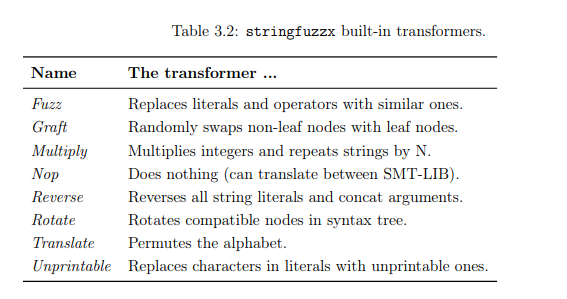 Table 3.2: stringfuzzx built-in transformers.
Name The transformer ...
Fuzz Replaces literals and operators with similar ones.
Graft Randomly swaps non-leaf nodes with leaf nodes.
Multiply Multiplies integers and repeats strings by N.
Nop Does nothing (can translate between SMT-LIB).
Reverse Reverses all string literals and concat arguments.
Rotate Rotates compatible nodes in syntax tree.
Translate Permutes the alphabet.
Unprintable Replaces characters in literals with unprintable ones.